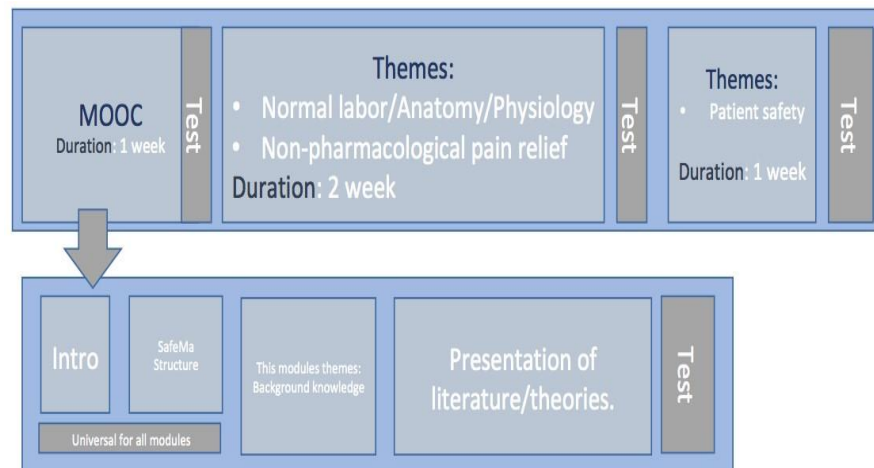 MOOC
Duration: 1 week
Test
Themes:
• Normal labor/Anatomy/Physiology
• Non-pharmacological pain relief
Duration: 2 week
Test
Themes:
• Patient safety
Duration: 1 week
Test
Intro
SafeMa
Structure
Universal for all modules
This modules themes:
Background knowledge
Presentation of
literature/theories.
Test